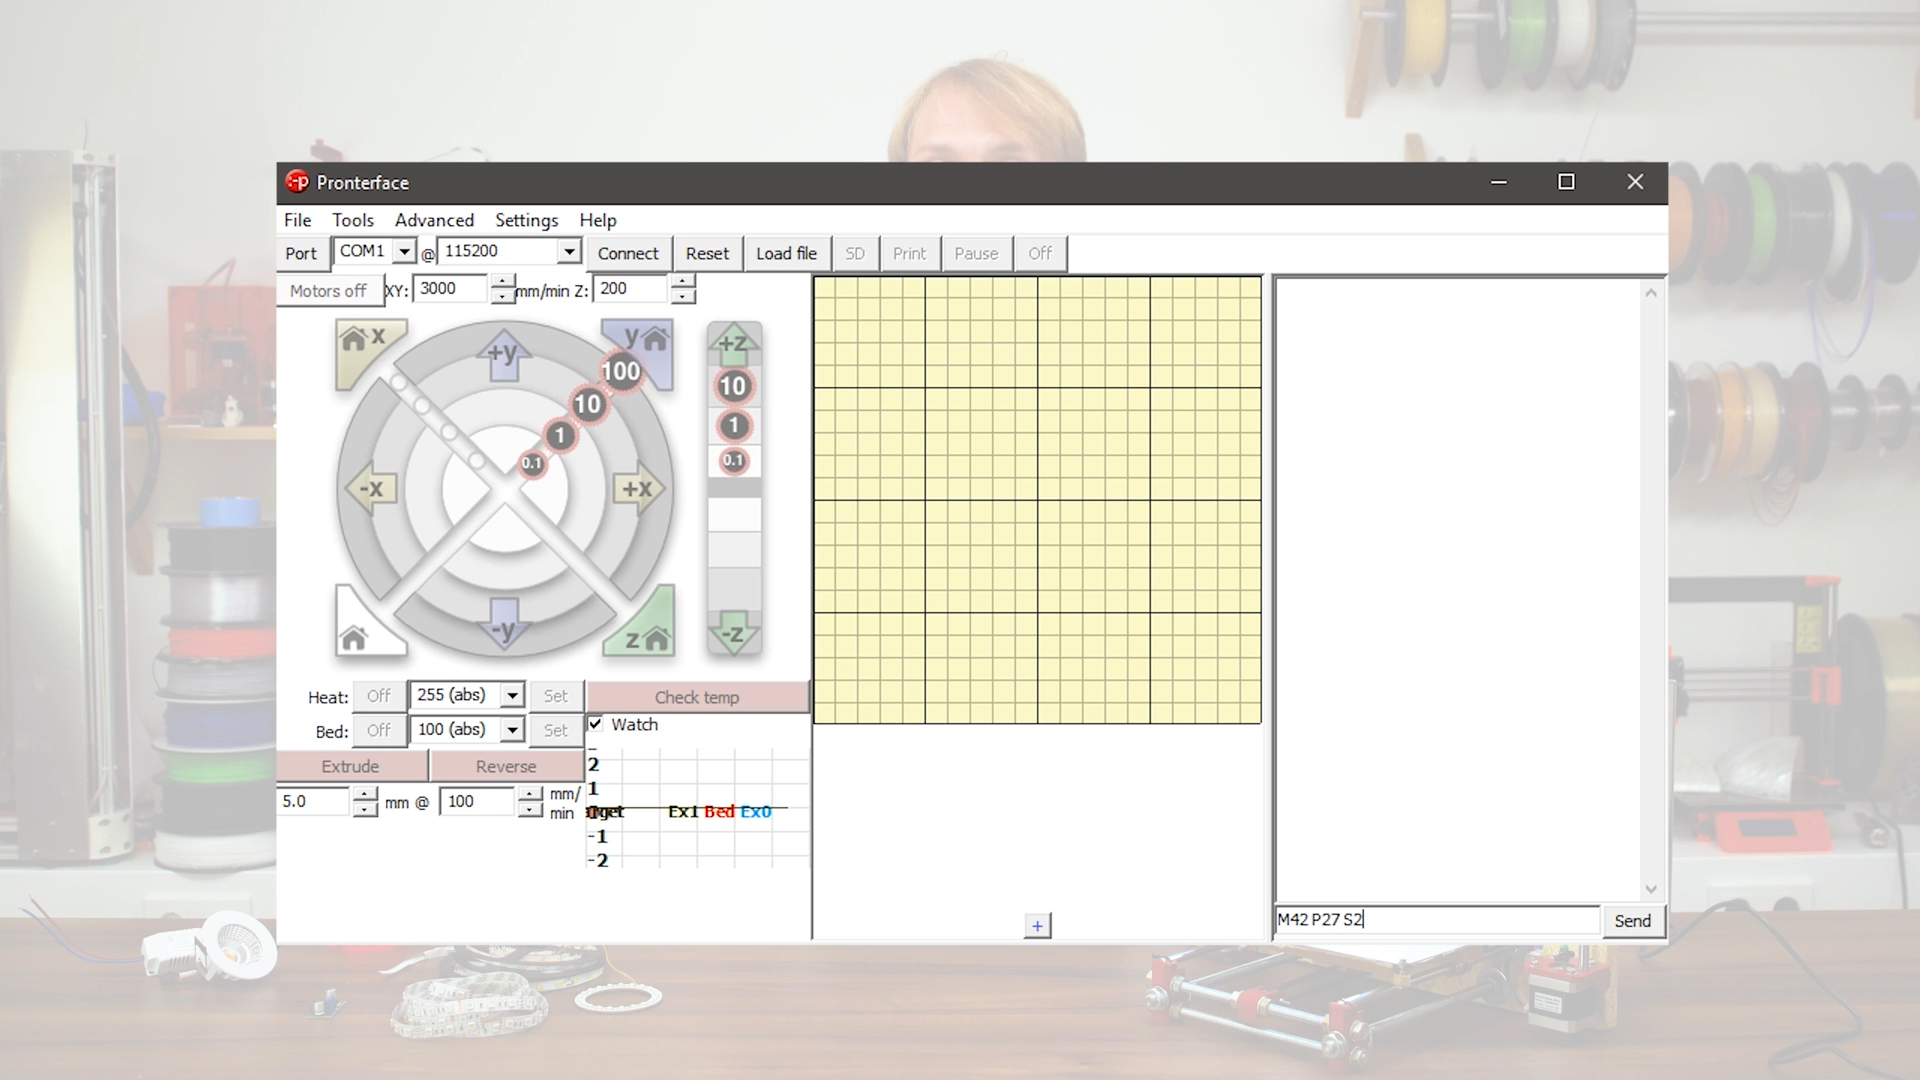 Pronterface
File Tools Advanced Settings Help
Port COM1 @ 115200 Connect Reset Load file SD Print Pause Off
Motors off XY: 3000 mm/min Z: 200
x +y y +z
100 10
10 1
1 0.1
0.1
-x +x
-y z -z
Heat: Off 255 (abs) Set Check temp
Bed: Off 100 (abs) Set Watch
Extrude Reverse
5.0 mm @ 100 mm/
min
2
1
Ex1 Bed Ex0
-1
-2
+
M42 P27 S2 Send